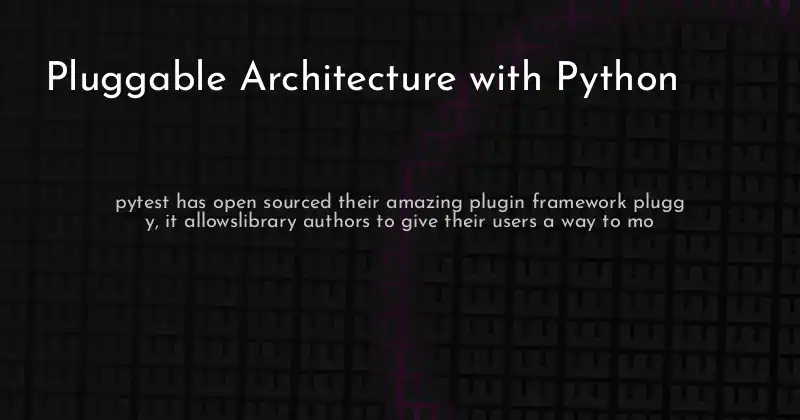 Pluggable Architecture with Python
pytest has open sourced their amazing plugin framework plugg
y, it allowslibrary authors to give their users a way to mo